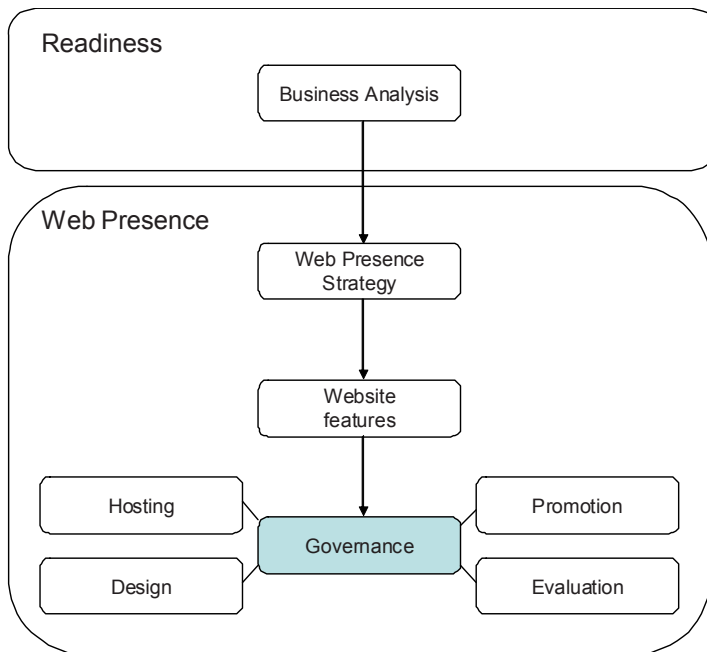 Readiness
Business Analysis
Web Presence
Web Presence
Strategy
Website
features
Hosting
Promotion
Governance
Design
Evaluation